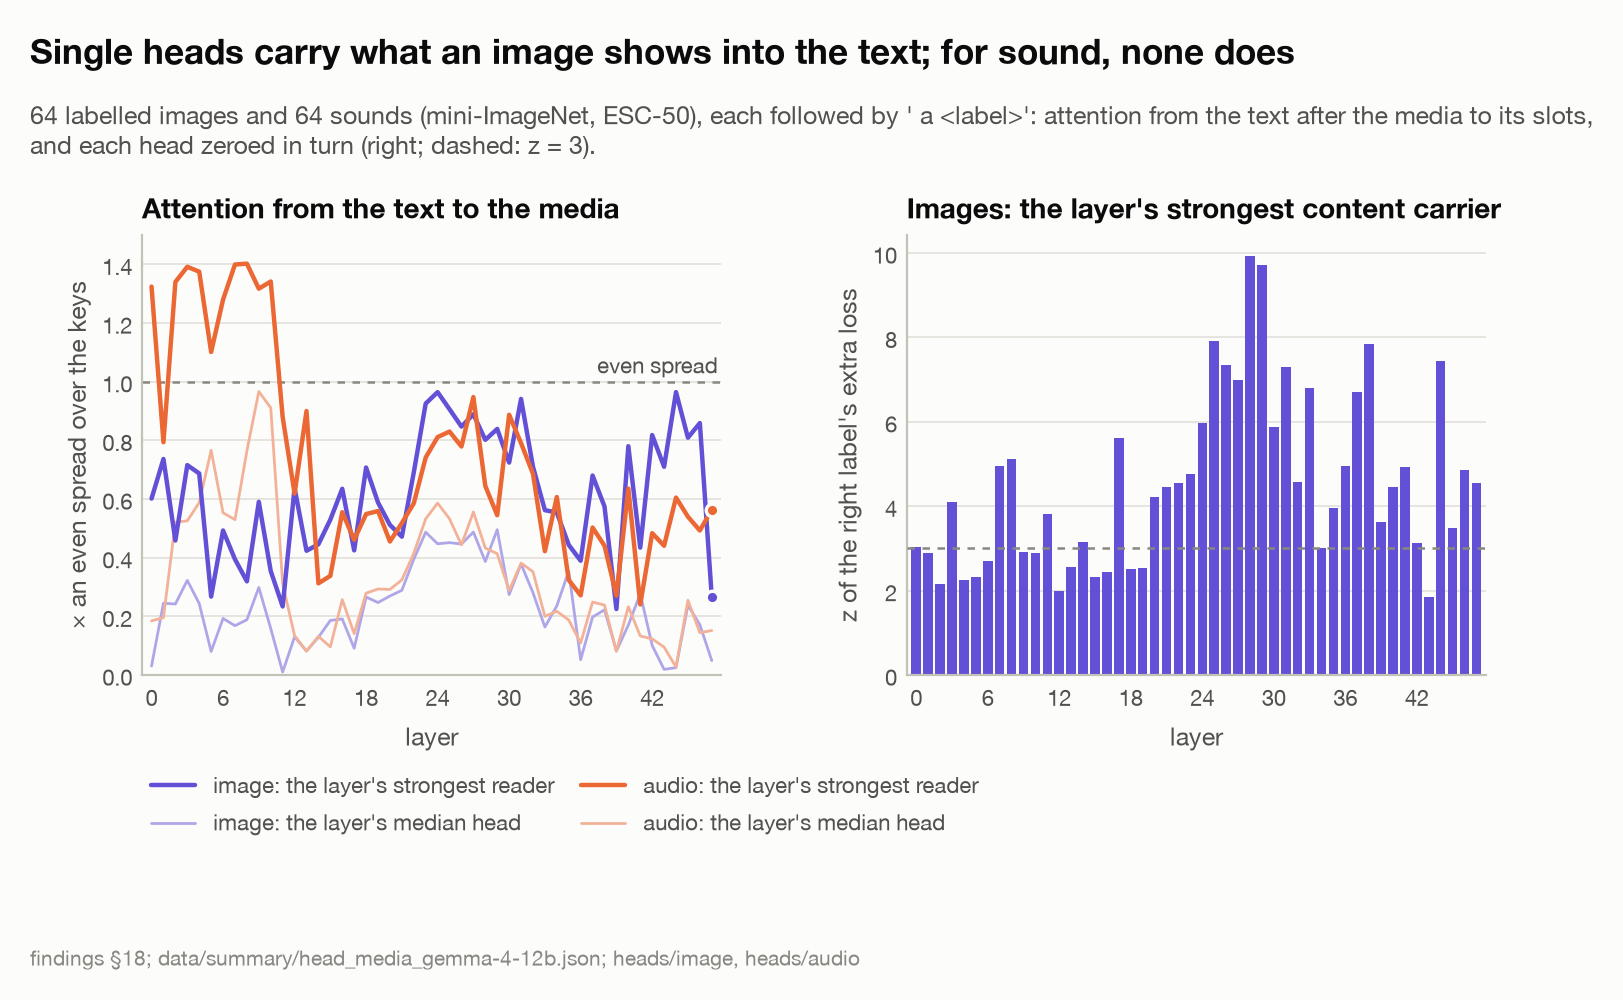 Single heads carry what an image shows into the text; for sound, none does
64 labelled images and 64 sounds (mini-ImageNet, ESC-50), each followed by ' a <label>': attention from the text after the media to its slots,
and each head zeroed in turn (right; dashed: z = 3).
Attention from the text to the media
× an even spread over the keys
1.4
1.2
1.0
0.8
0.6
0.4
0.2
0.0
even spread
0 6 12 18 24 30 36 42
layer
Images: the layer's strongest content carrier
z of the right label's extra loss
10
8
6
4
2
0
0 6 12 18 24 30 36 42
layer
image: the layer's strongest reader
audio: the layer's strongest reader
image: the layer's median head
audio: the layer's median head
findings §18; data/summary/head_media_gemma-4-12b.json; heads/image, heads/audio